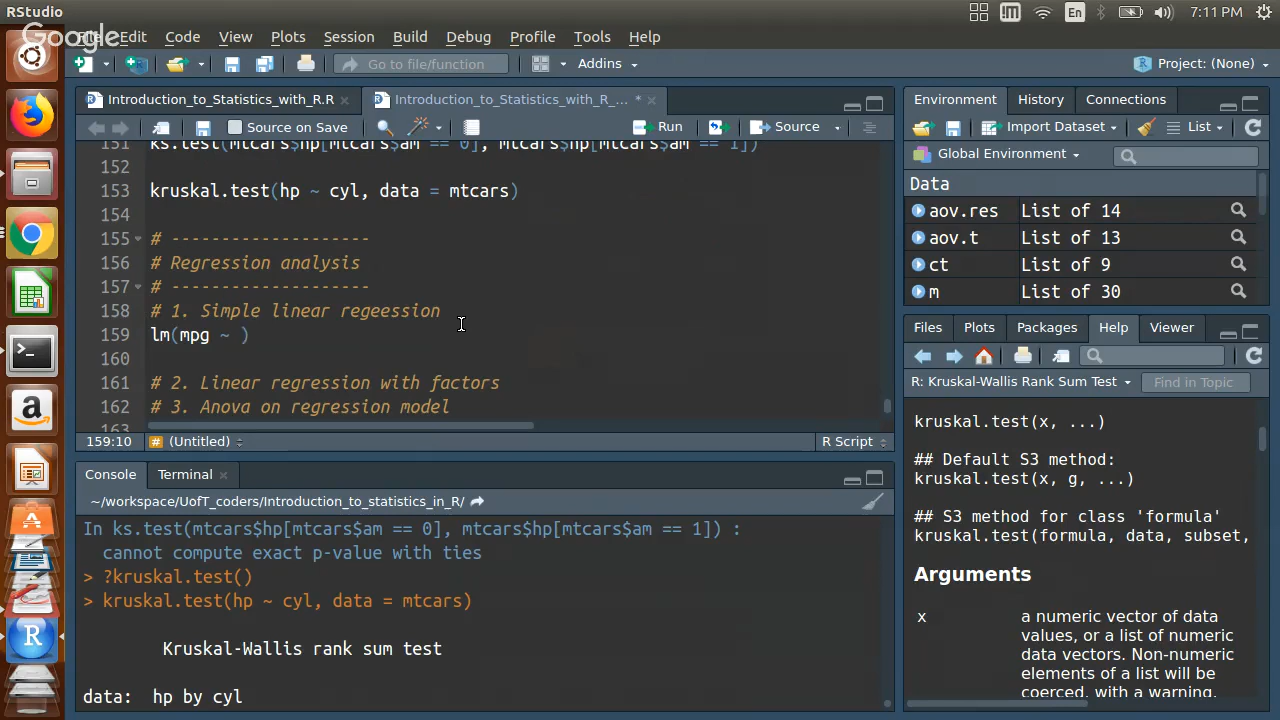 RStudio
En
7:11 PM
Google
File Edit Code View Plots Session Build Debug Profile Tools Help
Go to file/function
Addins
Project: (None)
Introduction_to_Statistics_with_R.R
Introduction_to_Statistics_with_R_... *
Source on Save
Run
Source
151 ks.test(mtcars$hp[mtcars$am == 0], mtcars$hp[mtcars$am == 1])
152
153 kruskal.test(hp ~ cyl, data = mtcars)
154
155 # --------------------
156 # Regression analysis
157 # --------------------
158 # 1. Simple linear regeession
159 lm(mpg ~ )
160
161 # 2. Linear regression with factors
162 # 3. Anova on regression model
163
159:10 # (Untitled) R Script
Console Terminal
~/workspace/UofT_coders/Introduction_to_statistics_in_R/
In ks.test(mtcars$hp[mtcars$am == 0], mtcars$hp[mtcars$am == 1]) :
cannot compute exact p-value with ties
> ?kruskal.test()
> kruskal.test(hp ~ cyl, data = mtcars)
Kruskal-Wallis rank sum test
data: hp by cyl
Environment History Connections
Import Dataset List
Global Environment
Data
aov.res List of 14
aov.t List of 13
ct List of 9
m List of 30
Files Plots Packages Help Viewer
R: Kruskal-Wallis Rank Sum Test Find in Topic
kruskal.test(x, ...)
## Default S3 method:
kruskal.test(x, g, ...)
## S3 method for class 'formula'
kruskal.test(formula, data, subset,
Arguments
x a numeric vector of data
values, or a list of numeric
data vectors. Non-numeric
elements of a list will be
coerced, with a warning.